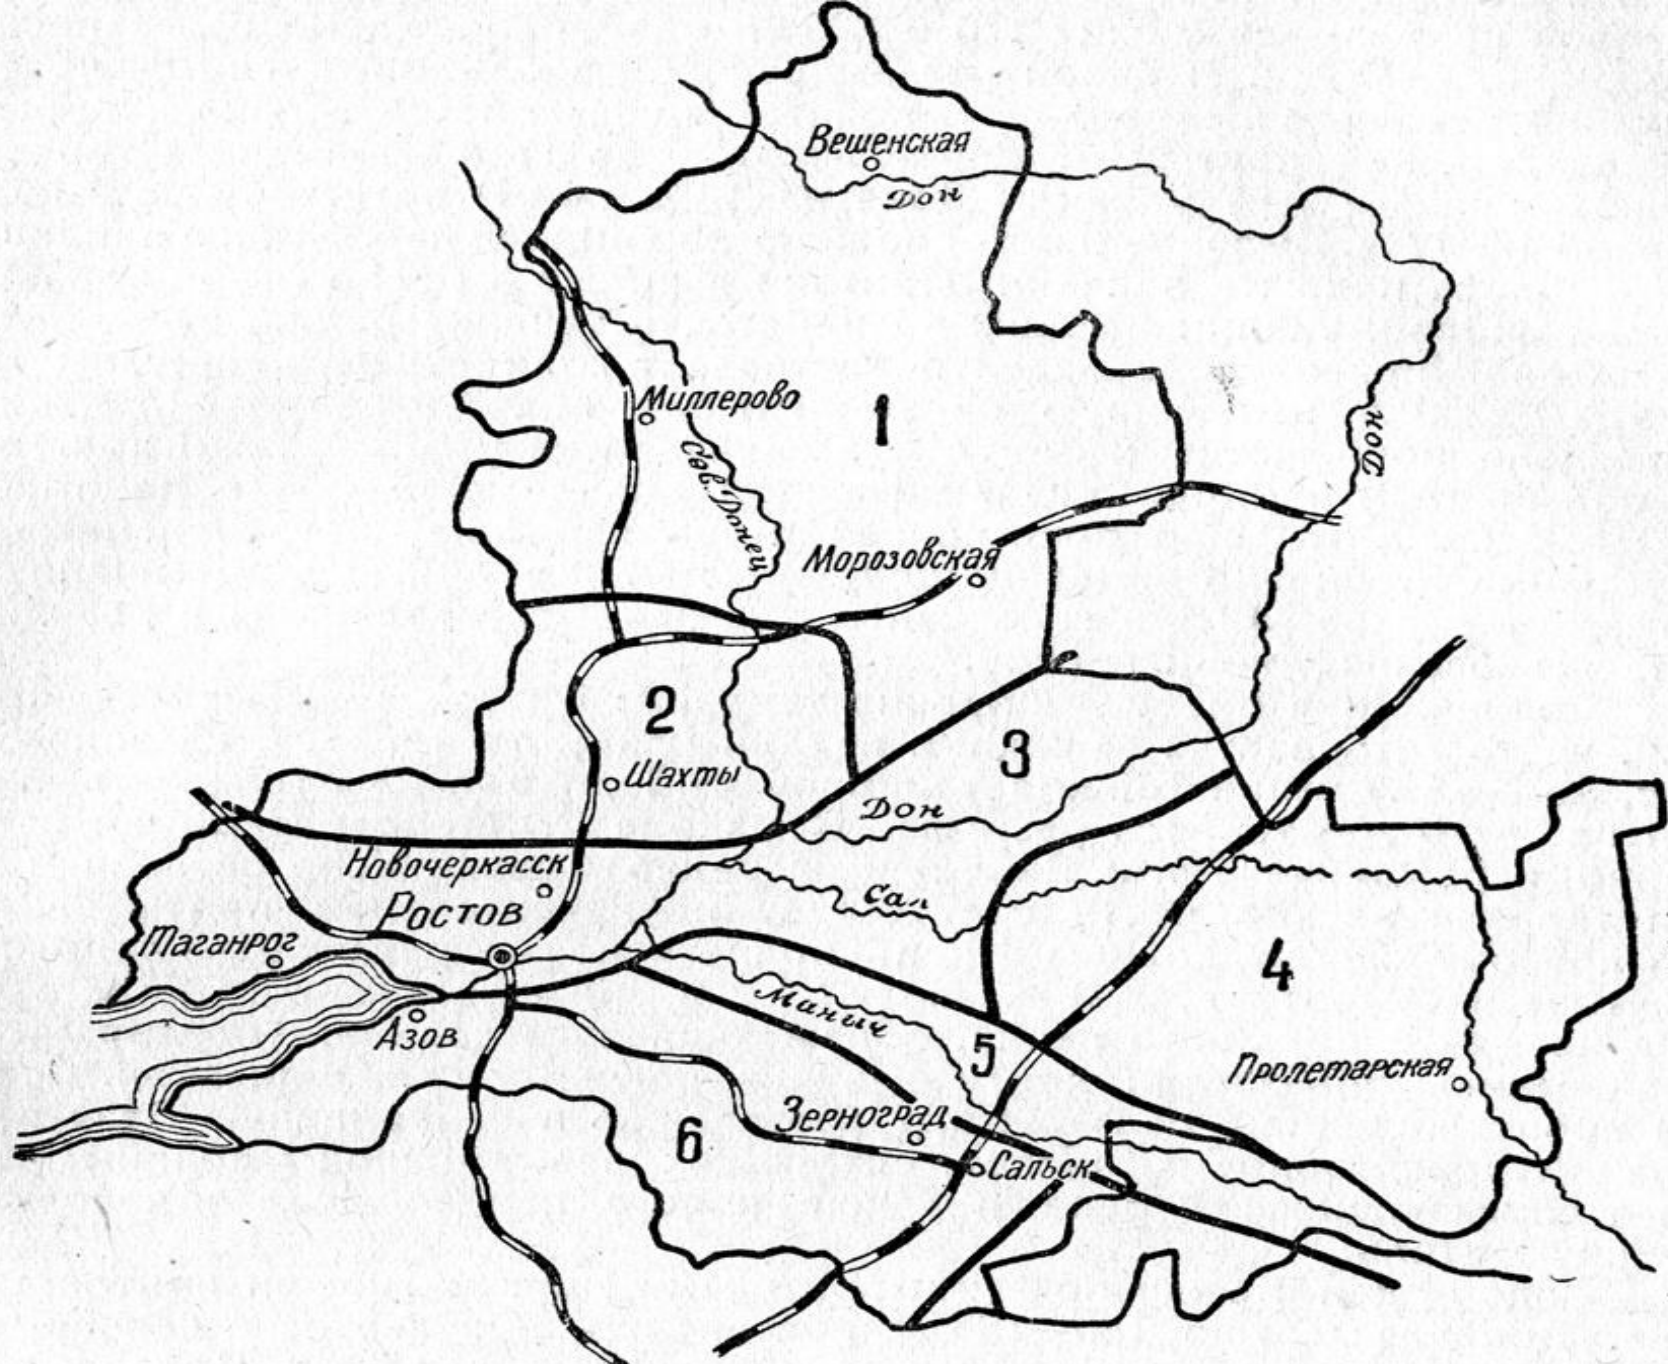 Вешенская
Дон
Миллерово
1
Дон
Сев. Донец
Морозовская
2
3
Шахты
Дон
Новочеркасск
Ростов
Сал
Таганрог
4
Азов
Манич
5
Пролетарская
Зерноград
6
Сальск